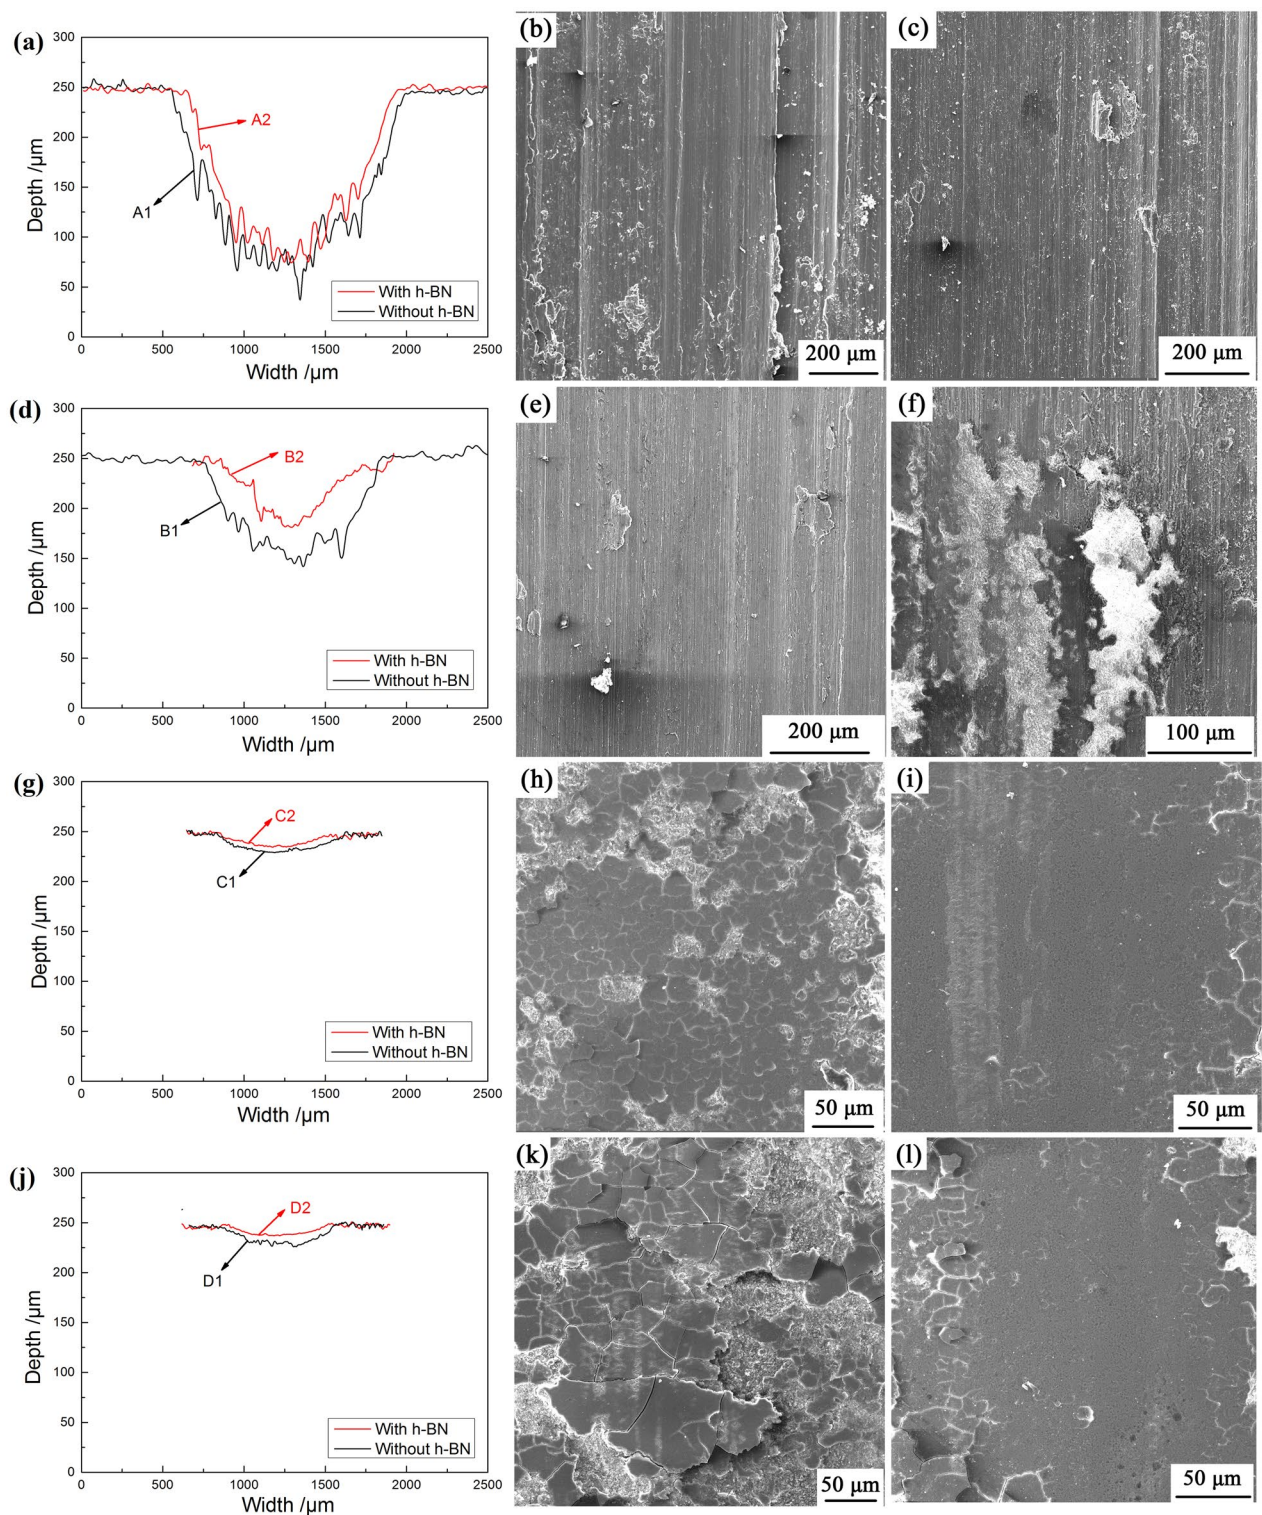 (a)
300
250
200
150
100
50
0
Depth /μm
A2
A1
With h-BN
Without h-BN
0 500 1000 1500 2000 2500
Width /μm
(b)
200 μm
(c)
200 μm
(d)
300
250
200
150
100
50
0
Depth /μm
B2
B1
With h-BN
Without h-BN
0 500 1000 1500 2000 2500
Width /μm
(e)
200 μm
(f)
100 μm
(g)
300
250
200
150
100
50
0
Depth /μm
C2
C1
With h-BN
Without h-BN
0 500 1000 1500 2000 2500
Width /μm
(h)
50 μm
(i)
50 μm
(j)
300
250
200
150
100
50
0
Depth /μm
D2
D1
With h-BN
Without h-BN
0 500 1000 1500 2000 2500
Width /μm
(k)
50 μm
(l)
50 μm